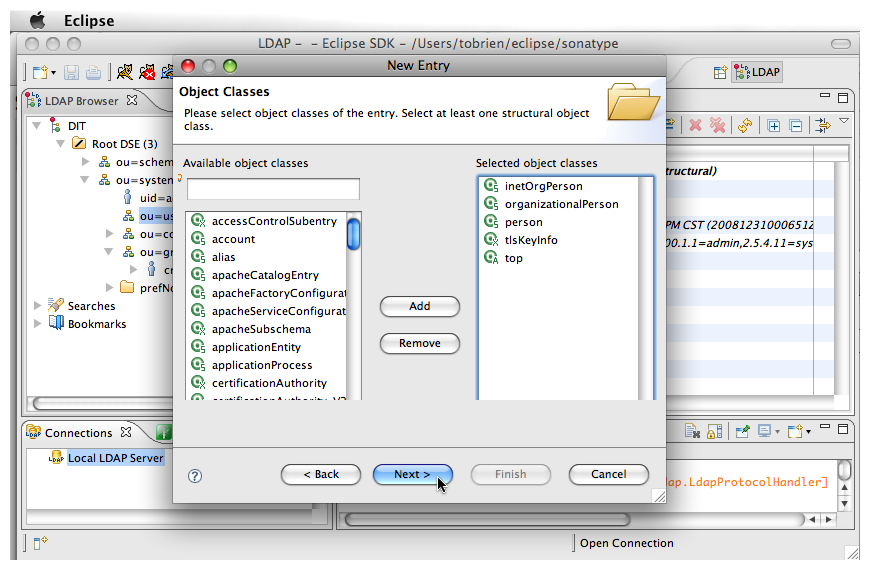 Eclipse
LDAP - - Eclipse SDK - /Users/tobrien/eclipse/sonatype
LDAP
LDAP Browser
DIT
Root DSE (3)
ou=schem
ou=system
uid=a
ou=us
ou=co
ou=gr
c
prefNo
Searches
Bookmarks
New Entry
Object Classes
Please select object classes of the entry. Select at least one structural object
class.
Available object classes
accessControlSubentry
account
alias
apacheCatalogEntry
apacheFactoryConfigurat
apacheServiceConfigurat
apacheSubschema
applicationEntity
applicationProcess
certificationAuthority
Add
Remove
Selected object classes
inetOrgPerson
organizationalPerson
person
tlsKeyInfo
top
?
< Back
Next >
Finish
Cancel
tructural)
PM CST (20081231000651
00.1.1=admin,2.5.4.11=sys
Connections
Local LDAP Server
dap.LdapProtocolHandler]
Open Connection